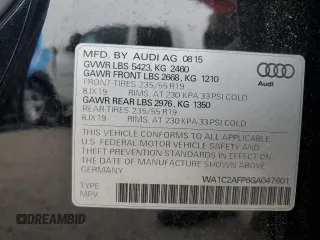 MFD. BY AUDI AG 08 15
GVWR LBS 5423, KG 2460
GAWR FRONT LBS 2668, KG 1210
FRONT-TIRES 235/55 R19
8JX19 RIMS, AT 230 KPA 33 PSI COLD
GAWR REAR LBS 2976, KG 1350
REAR-TIRES 235/55 R19
8JX19 RIMS, AT 230 KPA 33 PSI COLD
THIS VEHICLE CONFORMS TO ALL APPLICABLE
U.S. FEDERAL MOTOR VEHICLE SAFETY
AND THEFT PREVENTION STANDARDS IN EFFECT ON
THE DATE OF MANUFACTURE SHOWN ABOVE.
GERMANY
TYPE: WA1C2AFP6GA047601
MPV
Audi